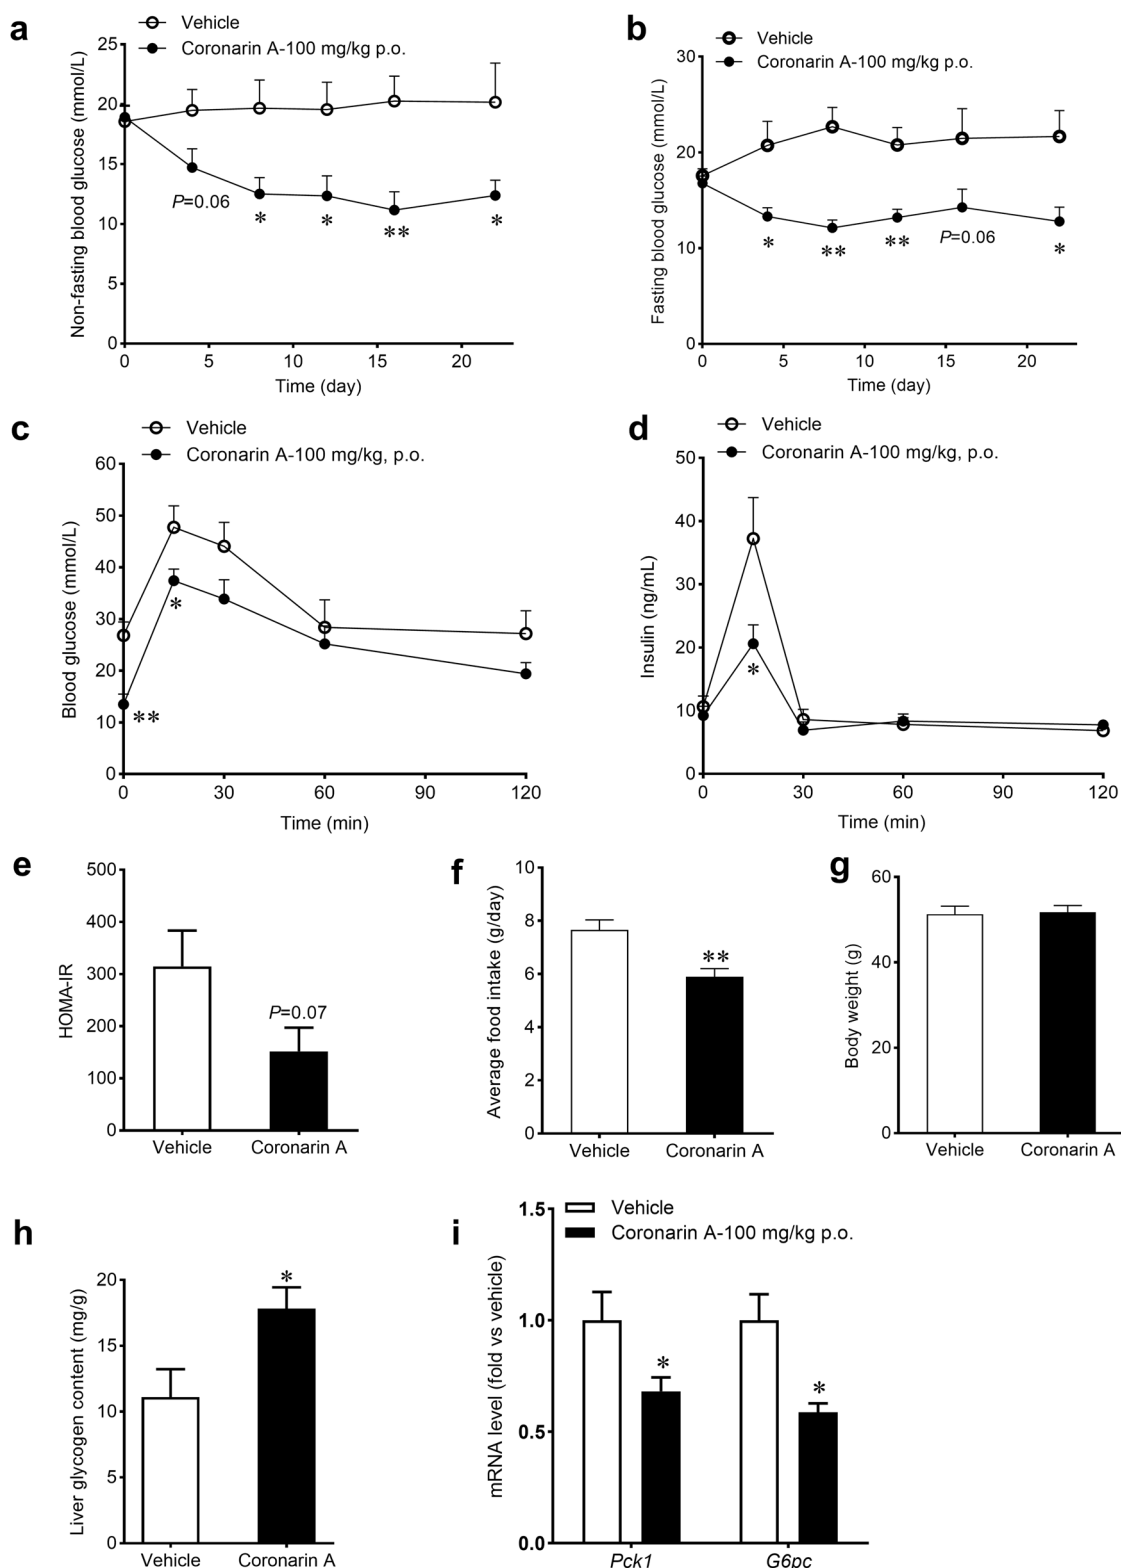 a
Vehicle
Coronarin A-100 mg/kg p.o.
Non-fasting blood glucose (mmol/L)
25
20
15
10
5
0
P=0.06
*
*
**
*
0 5 10 15 20
Time (day)
b
Vehicle
Coronarin A-100 mg/kg p.o.
Fasting blood glucose (mmol/L)
30
20
10
0
*
**
**
P=0.06
*
0 5 10 15 20
Time (day)
c
Vehicle
Coronarin A-100 mg/kg, p.o.
Blood glucose (mmol/L)
60
50
40
30
20
10
0
**
*
0 30 60 90 120
Time (min)
d
Vehicle
Coronarin A-100 mg/kg, p.o.
Insulin (ng/mL)
50
40
30
20
10
0
*
0 30 60 90 120
Time (min)
e
HOMA-IR
500
400
300
200
100
0
P=0.07
Vehicle Coronarin A
f
Average food intake (g/day)
10
8
6
4
2
0
**
Vehicle Coronarin A
g
Body weight (g)
60
40
20
0
Vehicle Coronarin A
h
Liver glycogen content (mg/g)
20
15
10
5
0
*
Vehicle Coronarin A
i
Vehicle
Coronarin A-100 mg/kg p.o.
mRNA level (fold vs vehicle)
1.5
1.0
0.5
0.0
*
*
Pck1 G6pc